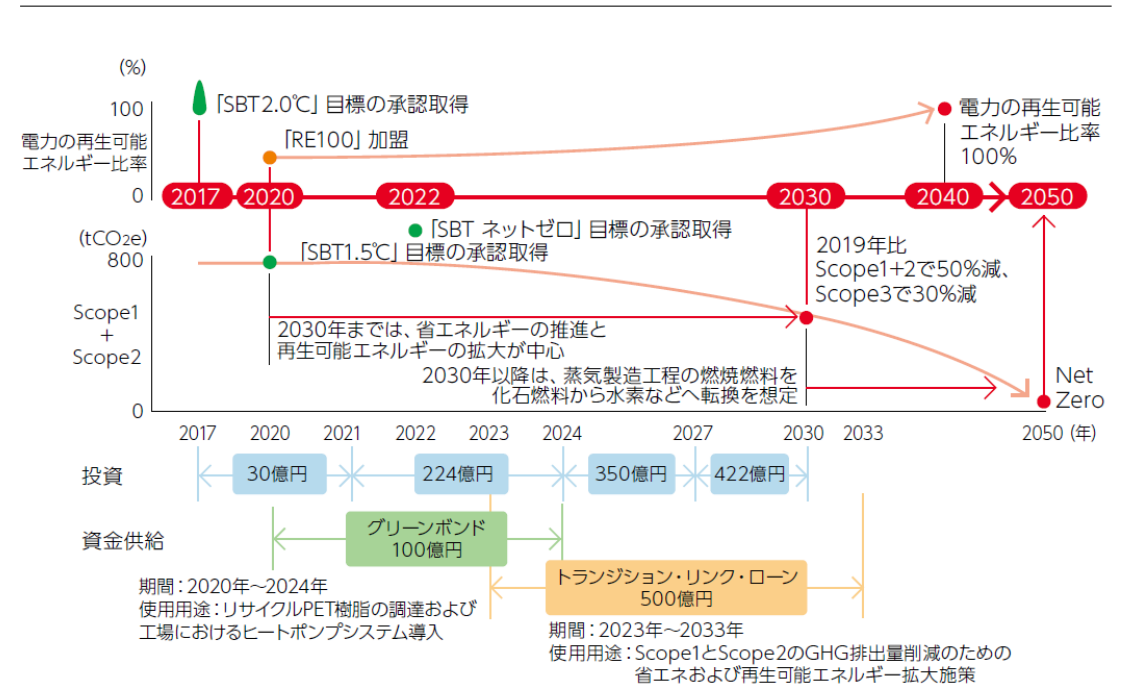 (%)
100
電力の再生可能
エネルギー比率
0
「SBT2.0℃」目標の承認取得
「RE100」加盟
電力の再生可能
エネルギー比率
100%
2017
2020
2022
2030
2040
2050
(tCO2e)
800
Scope1
+
Scope2
0
「SBT ネットゼロ」目標の承認取得
「SBT1.5℃」目標の承認取得
2019年比
Scope1+2で50%減、
Scope3で30%減
2030年までは、省エネルギーの推進と
再生可能エネルギーの拡大が中心
2030年以降は、蒸気製造工程の燃焼燃料を
化石燃料から水素などへ転換を想定
Net
Zero
2017 2020 2021 2022 2023 2024 2027 2030 2033 2050 (年)
投資
30億円
224億円
350億円
422億円
資金供給
グリーンボンド
100億円
期間：2020年～2024年
使用用途：リサイクルPET樹脂の調達および
工場におけるヒートポンプシステム導入
トランジション・リンク・ローン
500億円
期間：2023年～2033年
使用用途：Scope1とScope2のGHG排出量削減のための
省エネおよび再生可能エネルギー拡大施策